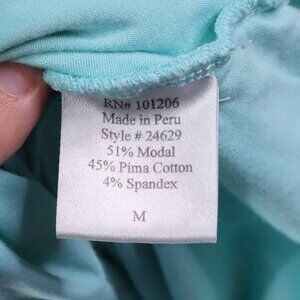 RN# 101206
Made in Peru
Style # 24629
51% Modal
45% Pima Cotton
4% Spandex
M